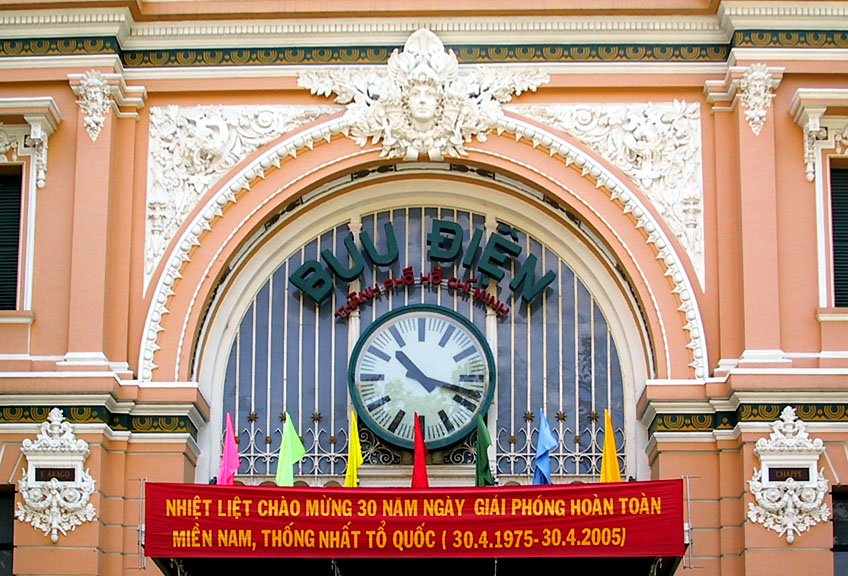 BƯU ĐIỆN
THÀNH PHỐ HỒ CHÍ MINH
F. ARAGO
CHAPPE
NHIỆT LIỆT CHÀO MỪNG 30 NĂM NGÀY GIẢI PHÓNG HOÀN TOÀN
MIỀN NAM, THỐNG NHẤT TỔ QUỐC ( 30.4.1975-30.4.2005)